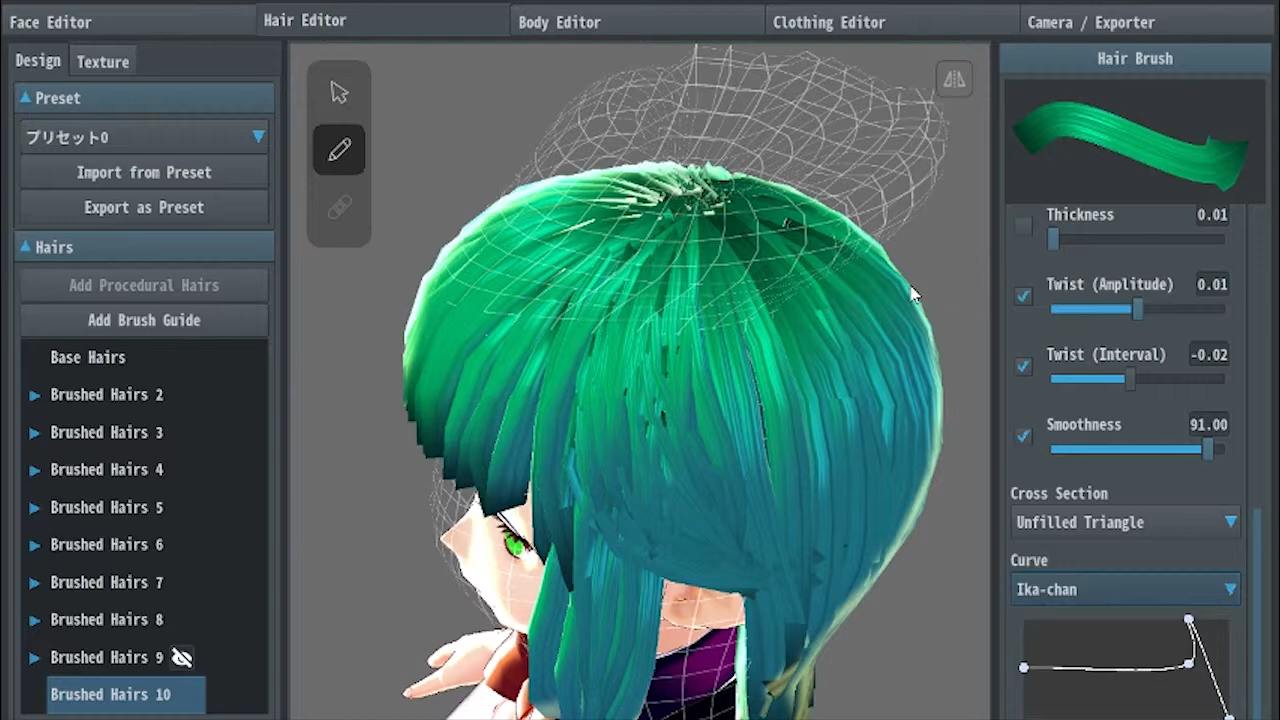 Face Editor
Hair Editor
Body Editor
Clothing Editor
Camera / Exporter
Design
Texture
Preset
プリセット0
Import from Preset
Export as Preset
Hairs
Add Procedural Hairs
Add Brush Guide
Base Hairs
Brushed Hairs 2
Brushed Hairs 3
Brushed Hairs 4
Brushed Hairs 5
Brushed Hairs 6
Brushed Hairs 7
Brushed Hairs 8
Brushed Hairs 9
Brushed Hairs 10
Hair Brush
Thickness 0.01
Twist (Amplitude) 0.01
Twist (Interval) -0.02
Smoothness 91.00
Cross Section
Unfilled Triangle
Curve
Ika-chan